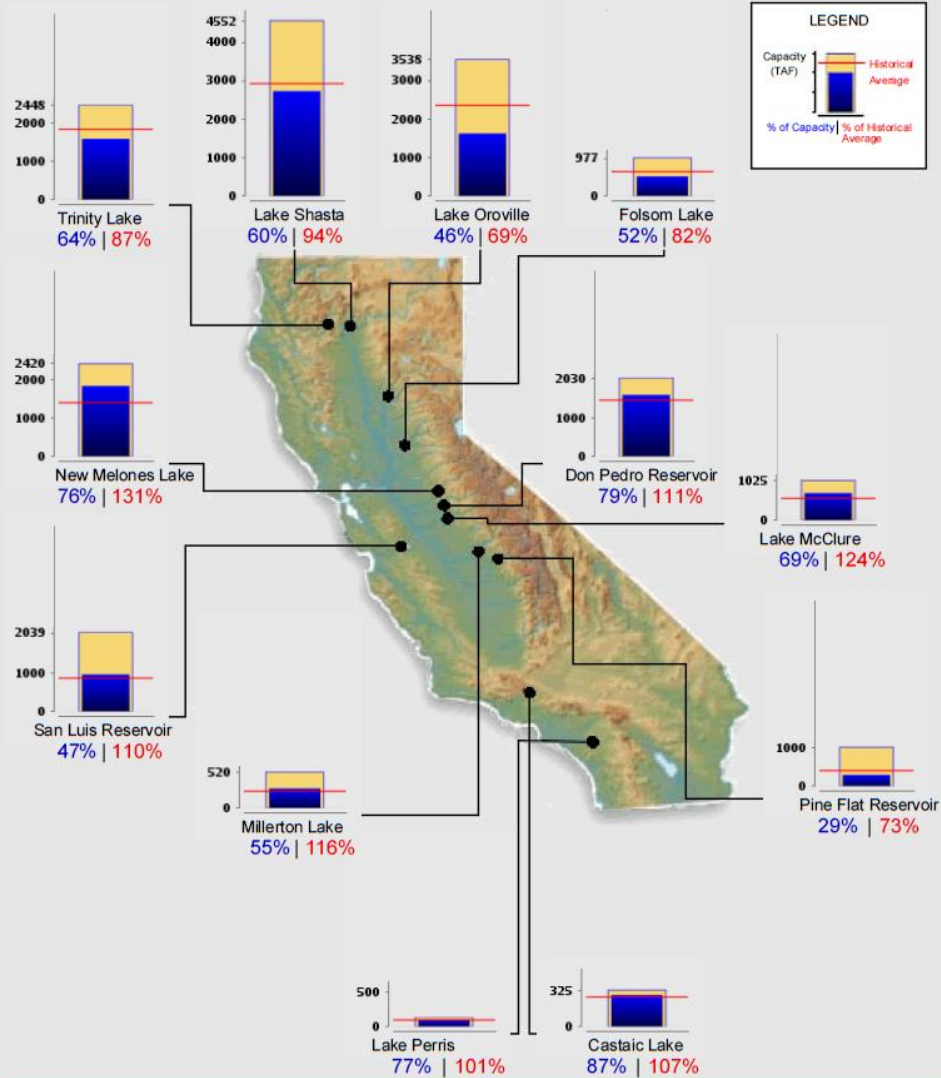 LEGEND
Capacity
(TAF)
Historical
Average
% of Capacity | % of Historical
Average
4552
4000
3000
2000
1000
0
Lake Shasta
60% | 94%
3538
3000
2000
1000
0
Lake Oroville
46% | 69%
2448
2000
1000
0
Trinity Lake
64% | 87%
977
0
Folsom Lake
52% | 82%
2420
2000
1000
0
New Melones Lake
76% | 131%
2030
1000
0
Don Pedro Reservoir
79% | 111%
1025
0
Lake McClure
69% | 124%
2039
1000
0
San Luis Reservoir
47% | 110%
520
0
Millerton Lake
55% | 116%
1000
0
Pine Flat Reservoir
29% | 73%
500
0
Lake Perris
77% | 101%
325
0
Castaic Lake
87% | 107%